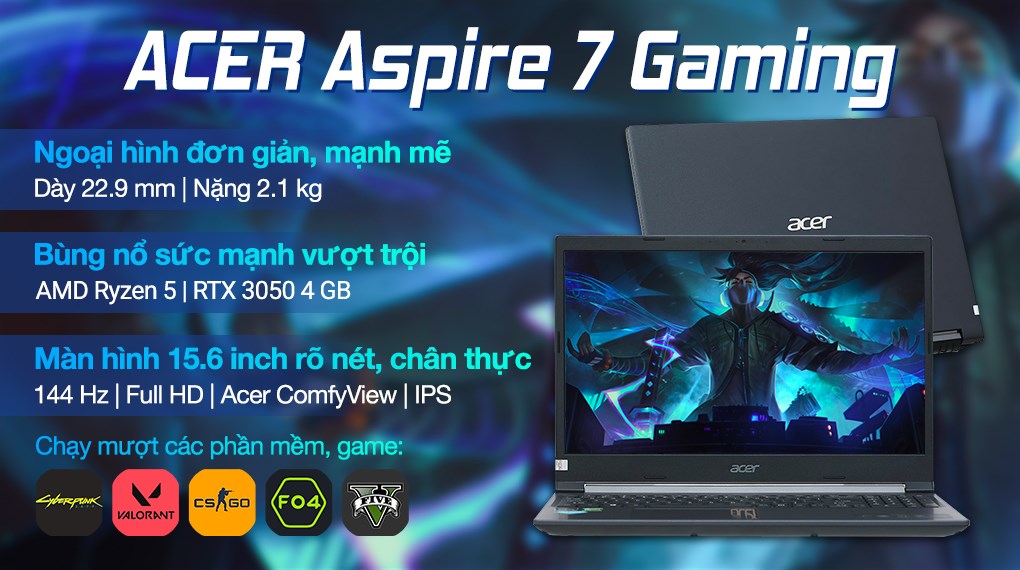 ACER Aspire 7 Gaming
Ngoại hình đơn giản, mạnh mẽ
Dày 22.9 mm | Nặng 2.1 kg
Bùng nổ sức mạnh vượt trội
AMD Ryzen 5 | RTX 3050 4 GB
Màn hình 15.6 inch rõ nét, chân thực
144 Hz | Full HD | Acer ComfyView | IPS
Chạy mượt các phần mềm, game:
Cyberpunk
VALORANT
CS GO
FO4
V
FIVE
acer
acer